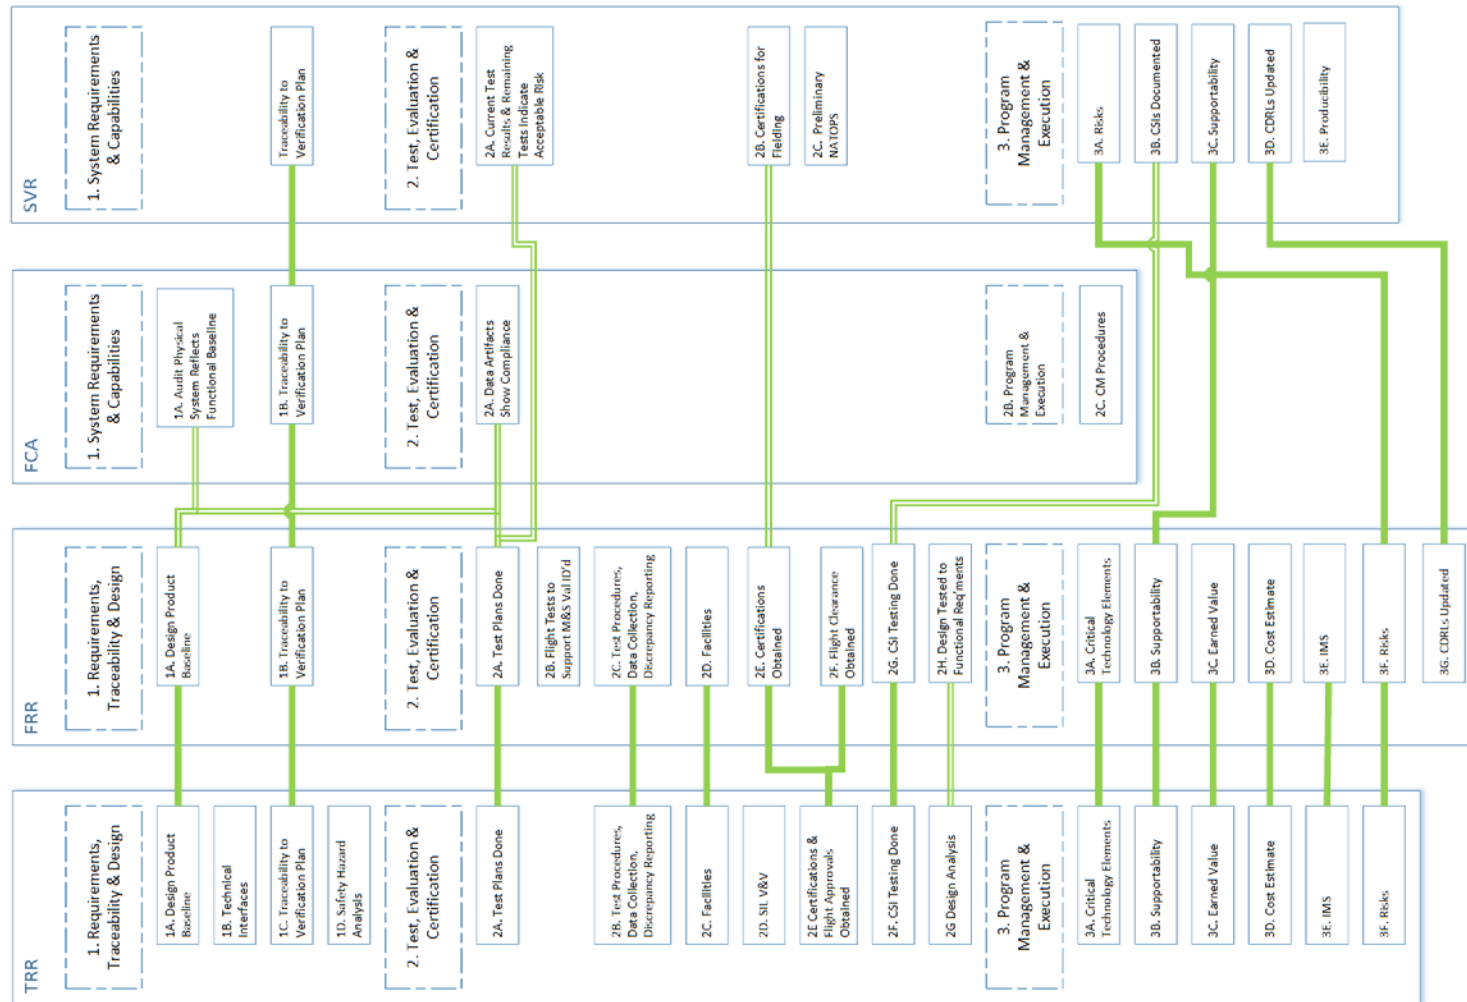 TRR
1. Requirements,
Traceability & Design
1A. Design Product
Baseline
1B. Technical
Interfaces
1C. Traceability to
Verification Plan
1D. Safety Hazard
Analysis
2. Test, Evaluation &
Certification
2A. Test Plans Done
2B. Test Procedures,
Data Collection,
Discrepancy Reporting
2C. Facilities
2D. SIL V&V
2E Certifications &
Flight Approvals
Obtained
2F. CSI Testing Done
2G Design Analysis
3. Program
Management &
Execution
3A. Critical
Technology Elements
3B. Supportability
3C. Earned Value
3D. Cost Estimate
3E. IMS
3F. Risks
FRR
1. Requirements,
Traceability & Design
1A. Design Product
Baseline
1B. Traceability to
Verification Plan
2. Test, Evaluation &
Certification
2A. Test Plans Done
2B. Flight Tests to
Support M&S Val ID'd
2C. Test Procedures,
Data Collection,
Discrepancy Reporting
2D. Facilities
2E. Certifications
Obtained
2F. Flight Clearance
Obtained
2G. CSI Testing Done
2H. Design Tested to
Functional Req'ments
3. Program
Management &
Execution
3A. Critical
Technology Elements
3B. Supportability
3C. Earned Value
3D. Cost Estimate
3E. IMS
3F. Risks
3G. CDRLs Updated
FCA
1. System Requirements
& Capabilities
1A. Audit Physical
System Reflects
Functional Baseline
1B. Traceability to
Verification Plan
2. Test, Evaluation &
Certification
2A. Data Artifacts
Show Compliance
2B. Program
Management &
Execution
2C. CM Procedures
SVR
1. System Requirements
& Capabilities
Traceability to
Verification Plan
2. Test, Evaluation &
Certification
2A. Current Test
Results & Remaining
Tests Indicate
Acceptable Risk
2B. Certifications for
Fielding
2C. Preliminary
NATOPS
3. Program
Management &
Execution
3A. Risks
3B. CSIs Documented
3C. Supportability
3D. CDRLs Updated
3E. Producibility